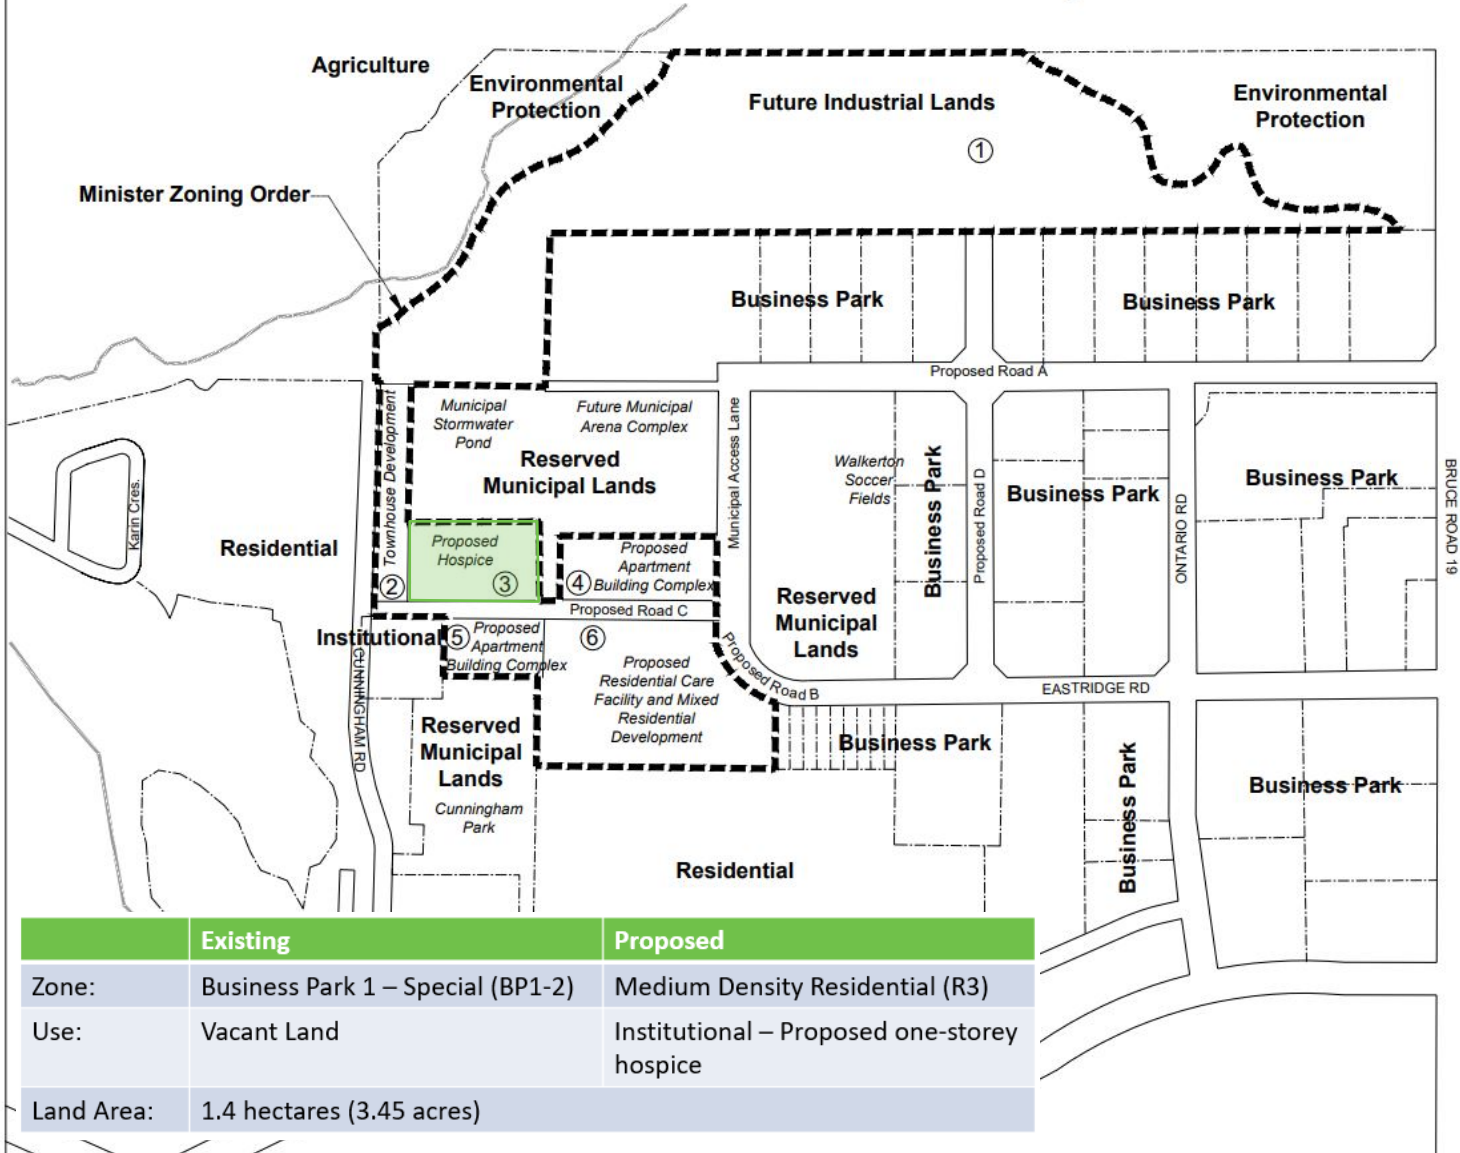 Agriculture
Environmental
Protection
Future Industrial Lands
①
Environmental
Protection
Minister Zoning Order
Business Park
Business Park
Proposed Road A
Townhouse Development
②
Municipal
Stormwater
Pond
Future Municipal
Arena Complex
Reserved
Municipal Lands
Municipal Access Lane
Walkerton
Soccer
Fields
Business Park
Proposed Road D
Business Park
ONTARIO RD
Business Park
BRUCE ROAD 19
Karin Cres.
Residential
Proposed
Hospice
③
④
Proposed
Apartment
Building Complex
Proposed Road C
Reserved
Municipal
Lands
Institutional
⑤
Proposed
Apartment
Building Complex
⑥
Proposed
Residential Care
Facility and Mixed
Residential
Development
Proposed Road B
EASTRIDGE RD
CUNNINGHAM RD
Reserved
Municipal
Lands
Cunningham
Park
Business Park
Business Park
Business Park
Residential
Existing Proposed
Zone: Business Park 1 – Special (BP1-2) Medium Density Residential (R3)
Use: Vacant Land Institutional – Proposed one-storey
hospice
Land Area: 1.4 hectares (3.45 acres)